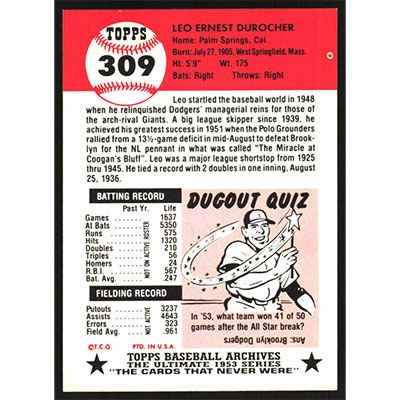 TOPPS
309
LEO ERNEST DUROCHER
Home: Palm Springs, Cal.
Born: July 27, 1905, West Springfield, Mass.
Ht: 5'9" Wt: 175
Bats: Right Throws: Right
Leo startled the baseball world in 1948
when he relinquished Dodgers' managerial reins for those of
the arch-rival Giants. A big league skipper since 1939, he
achieved his greatest success in 1951 when the Polo Grounders
rallied from a 13½-game deficit in mid-August to defeat Brook-
lyn for the NL pennant in what was called "The Miracle at
Coogan's Bluff". Leo was a major league shortstop from 1925
thru 1945. He tied a record with 2 doubles in one inning,
August 25, 1936.
BATTING RECORD
Past Yr. Life
Games 1637
At Bats 5350
Runs 575
Hits 1320
Doubles 210
Triples 56
Homers 24
R.B.I. 567
Bat. Avg. .247
NOT ON ACTIVE ROSTER
FIELDING RECORD
Past Yr. Life
Putouts 3237
Assists 4643
Errors 323
Field Avg. .961
NOT ON ACTIVE ROSTER
©T.C.G. PTD. IN U.S.A.
DUGOUT QUIZ
In '53, what team won 41 of 50
games after the All Star break?
Ans: Brooklyn Dodgers
TOPPS BASEBALL ARCHIVES
THE ULTIMATE 1953 SERIES
"THE CARDS THAT NEVER WERE"